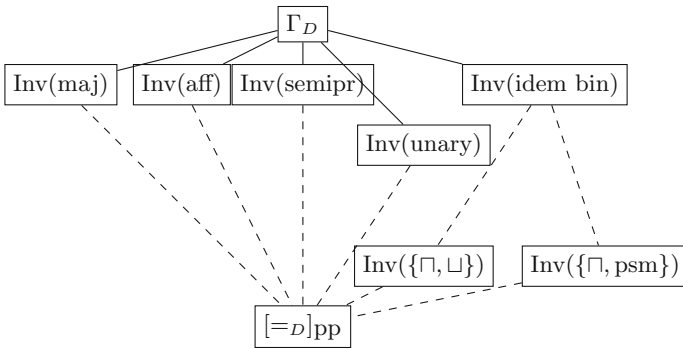 Γ_D
Inv(maj) Inv(aff) Inv(semipr) Inv(idem bin)
Inv(unary)
Inv({⊓, ⊔}) Inv({⊓, psm})
[=_D]pp